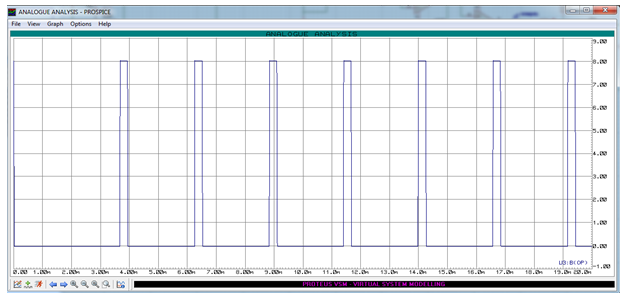 ANALOGUE ANALYSIS - PROSPICE
File View Graph Options Help
ANALOGUE ANALYSIS
9.00
8.00
7.00
6.00
5.00
4.00
3.00
2.00
1.00
0.00
-1.00
U3:B(OP)
0.00 1.00m 2.00m 3.00m 4.00m 5.00m 6.00m 7.00m 8.00m 9.00m 10.0m 11.0m 12.0m 13.0m 14.0m 15.0m 16.0m 17.0m 18.0m 19.0m 20.0m
PROTEUS VSM - VIRTUAL SYSTEM MODELLING